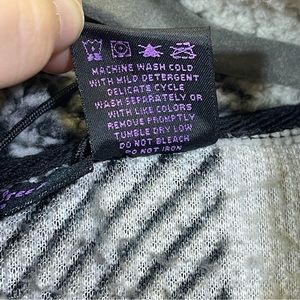 MACHINE WASH COLD
WITH MILD DETERGENT
DELICATE CYCLE
WASH SEPARATELY OR
WITH LIKE COLORS
REMOVE PROMPTLY
TUMBLE DRY LOW
DO NOT BLEACH
DO NOT IRON